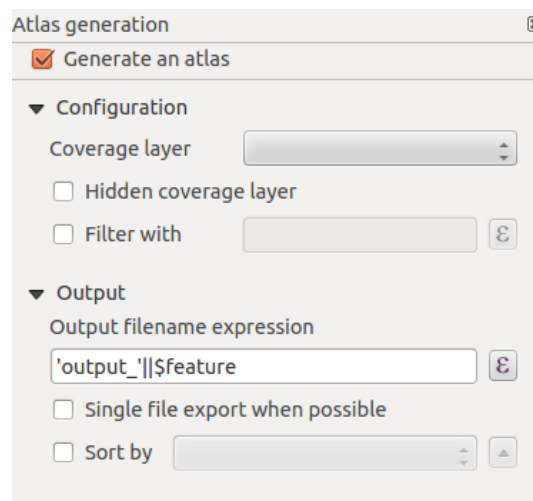 Atlas generation
Generate an atlas
Configuration
Coverage layer
Hidden coverage layer
Filter with
ε
Output
Output filename expression
'output_'||$feature
ε
Single file export when possible
Sort by